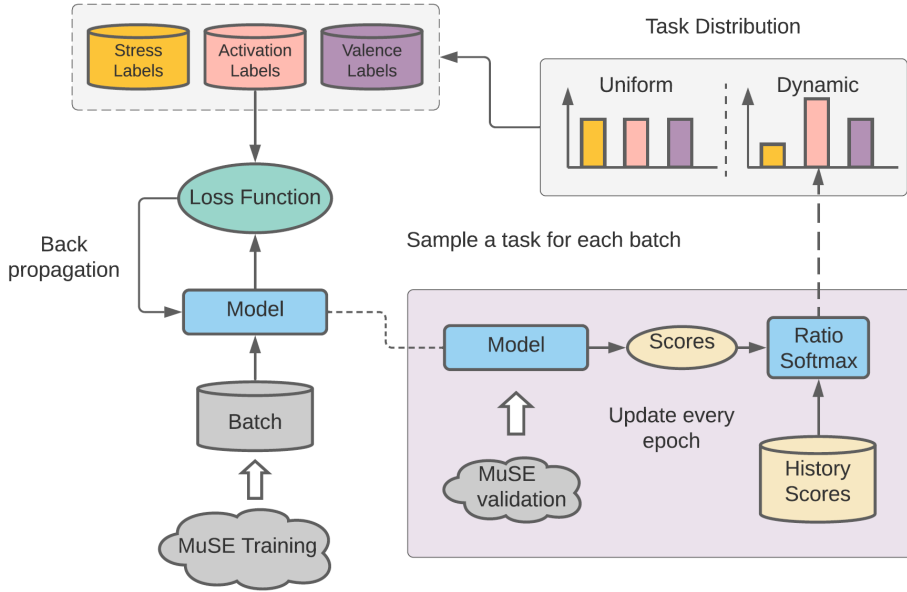 Stress
Labels
Activation
Labels
Valence
Labels
Task Distribution
Uniform
Dynamic
Loss Function
Back
propagation
Sample a task for each batch
Model
Model
Scores
Ratio
Softmax
Batch
Update every
epoch
MuSE
validation
History
Scores
MuSE Training